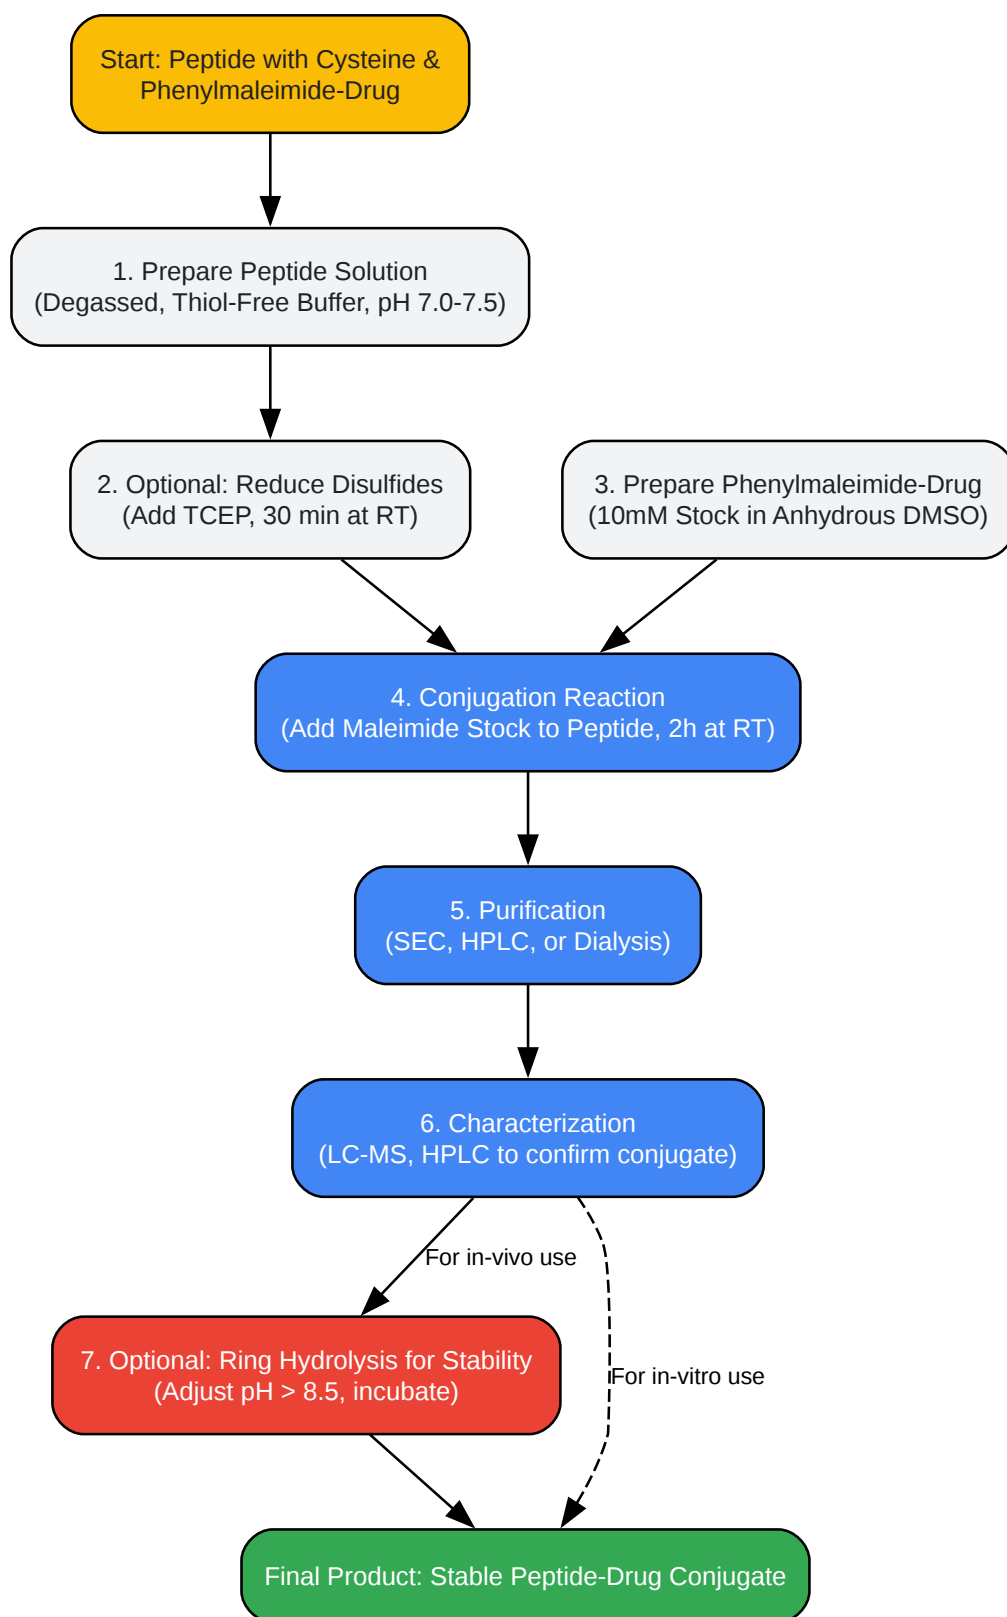 Start: Peptide with Cysteine &
Phenylmaleimide-Drug
1. Prepare Peptide Solution
(Degassed, Thiol-Free Buffer, pH 7.0-7.5)
2. Optional: Reduce Disulfides
(Add TCEP, 30 min at RT)
3. Prepare Phenylmaleimide-Drug
(10mM Stock in Anhydrous DMSO)
4. Conjugation Reaction
(Add Maleimide Stock to Peptide, 2h at RT)
5. Purification
(SEC, HPLC, or Dialysis)
6. Characterization
(LC-MS, HPLC to confirm conjugate)
For in-vivo use
7. Optional: Ring Hydrolysis for Stability
(Adjust pH > 8.5, incubate)
For in-vitro use
Final Product: Stable Peptide-Drug Conjugate